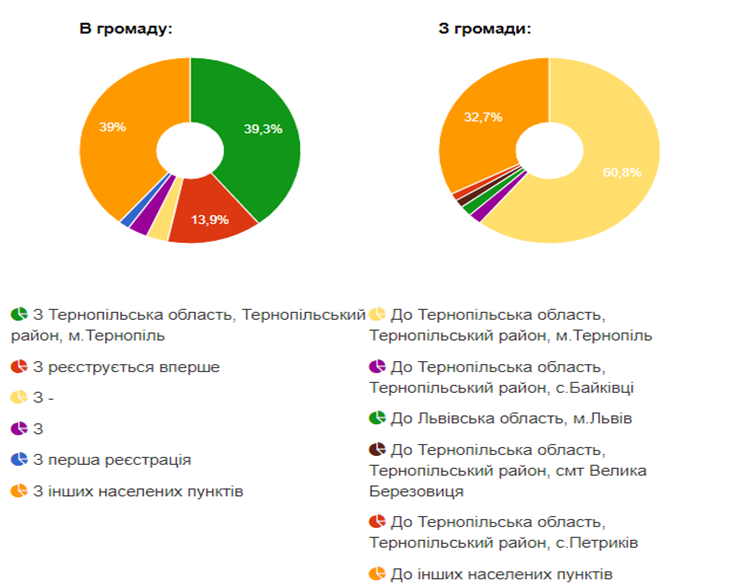 В громаду:
З громади:
39%
39,3%
13,9%
32,7%
60,8%
З Тернопільська область, Тернопільський
район, м.Тернопіль
З реєструється вперше
З -
З
З перша реєстрація
З інших населених пунктів
До Тернопільська область,
Тернопільський район, м.Тернопіль
До Тернопільська область,
Тернопільський район, с.Байківці
До Львівська область, м.Львів
До Тернопільська область,
Тернопільський район, смт Велика
Березовиця
До Тернопільська область,
Тернопільський район, с.Петриків
До інших населених пунктів